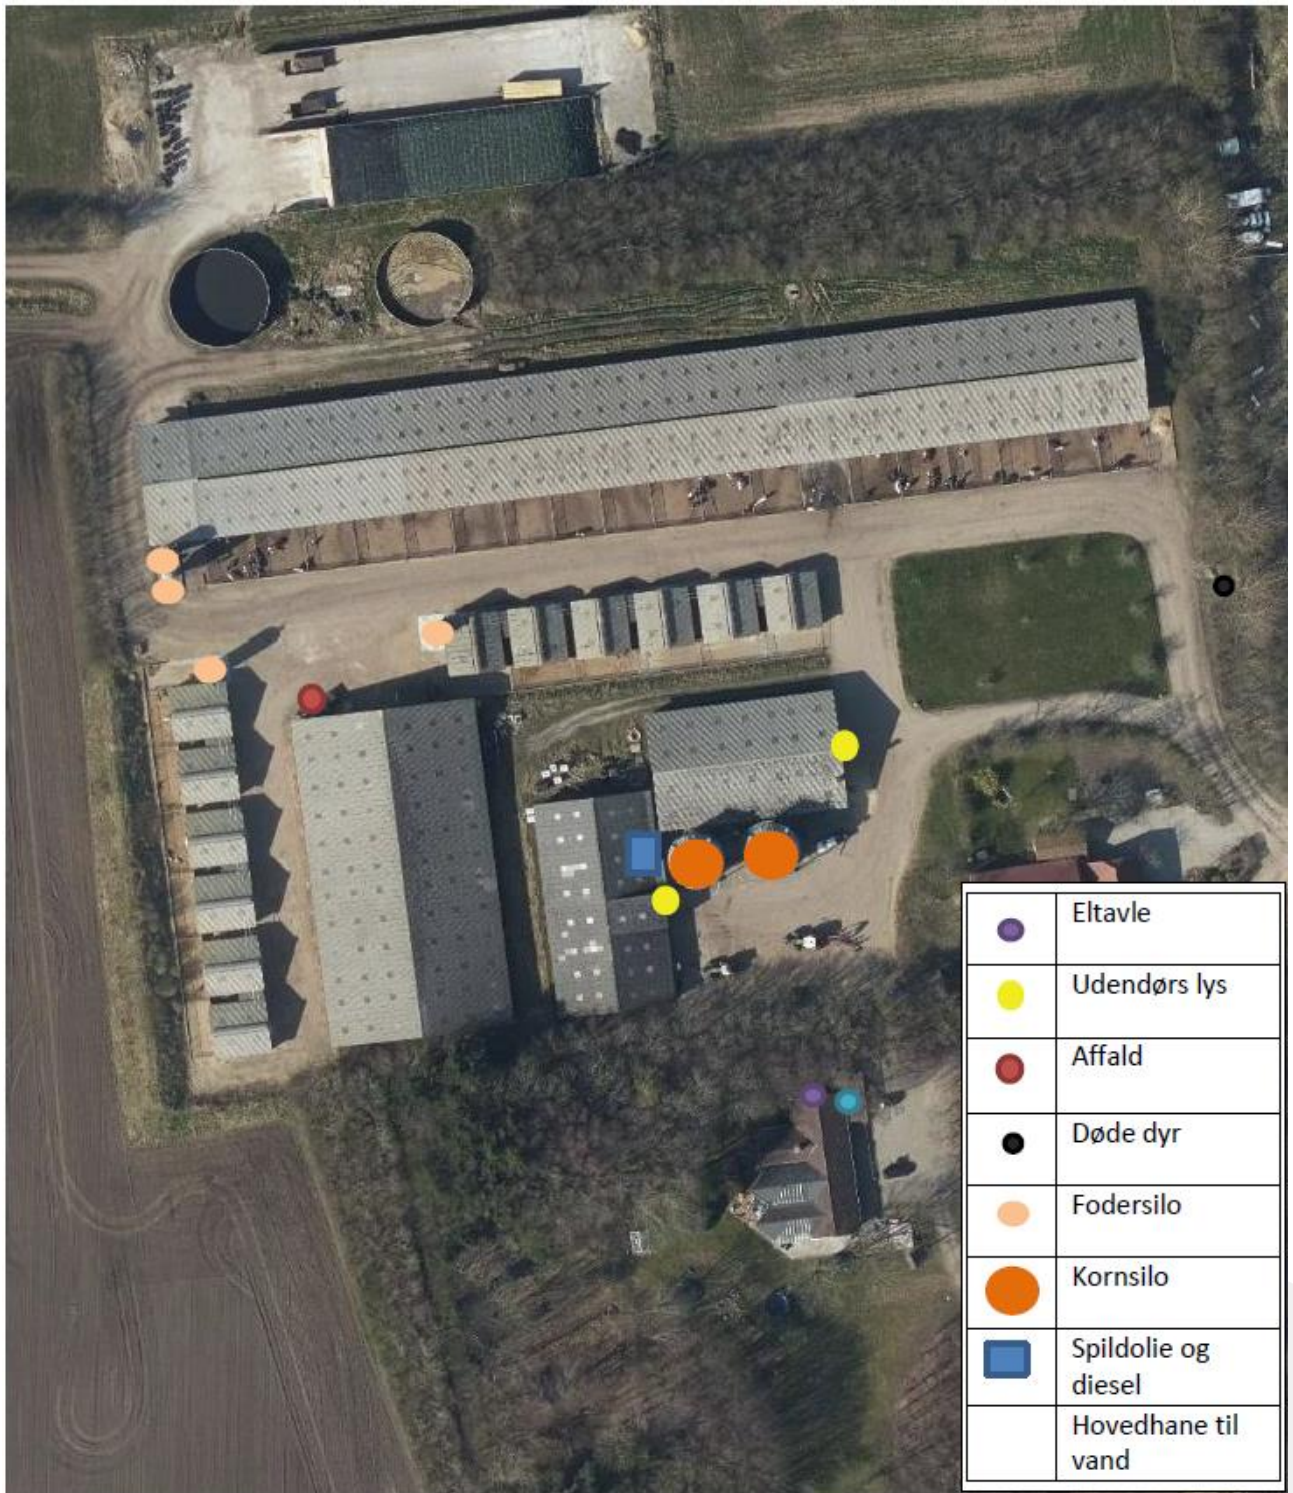 Eltavle
Udendørs lys
Affald
Døde dyr
Fodersilo
Kornsilo
Spildolie og
diesel
Hovedhane til
vand